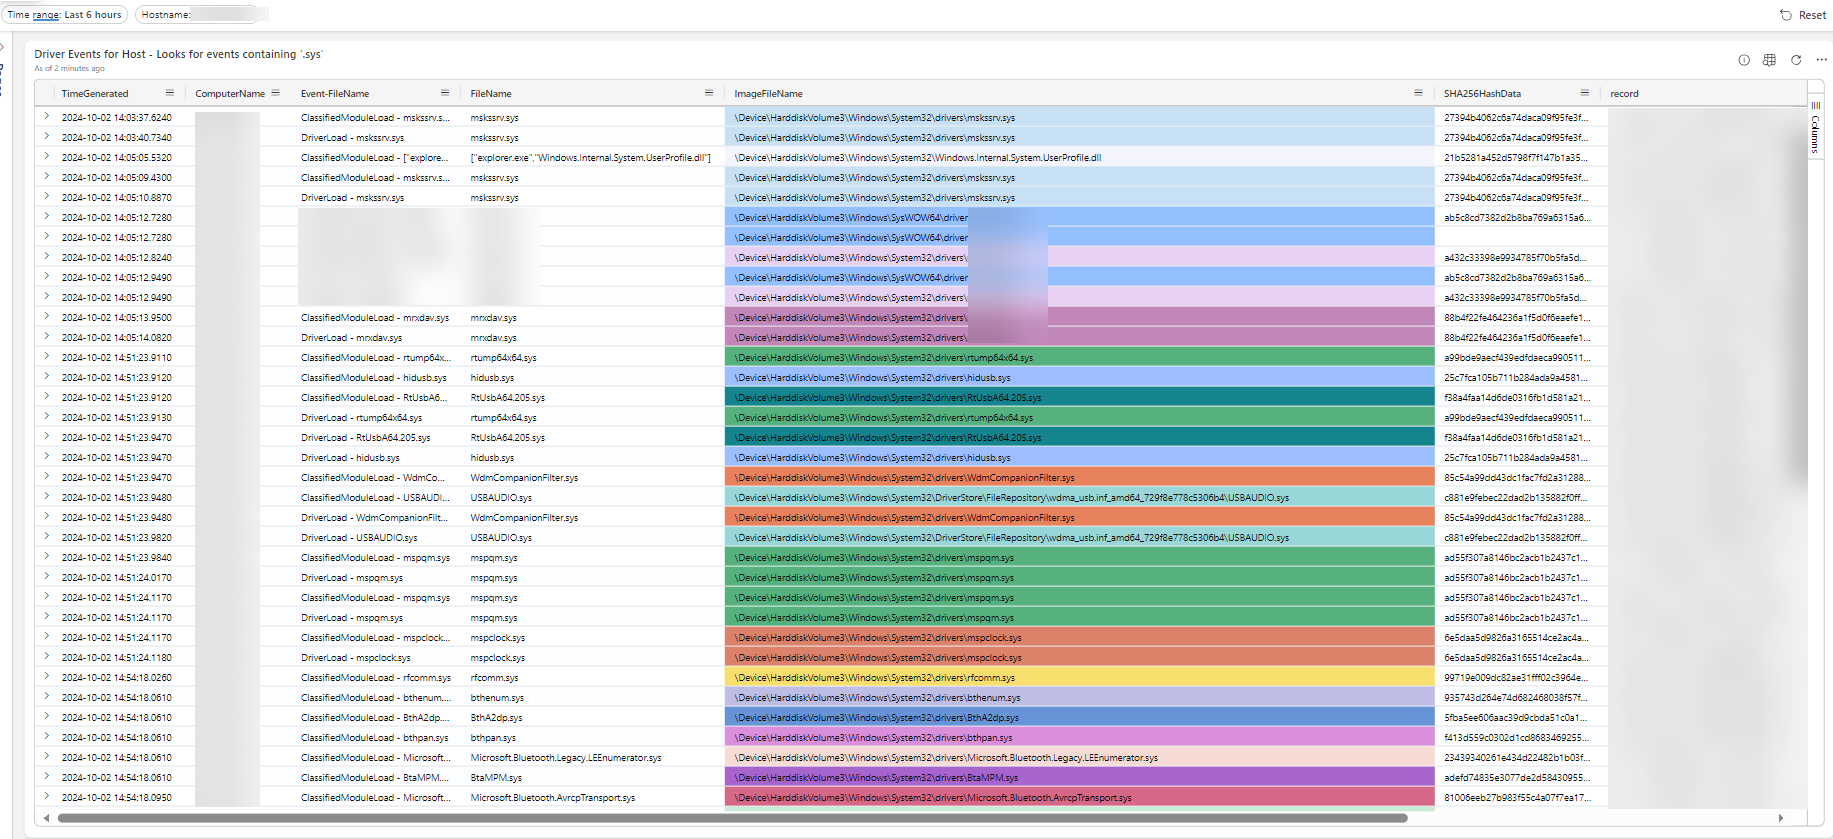 Time range: Last 6 hours Hostname: Reset
Driver Events for Host - Looks for events containing '.sys'
As of 2 minutes ago
TimeGenerated ComputerName Event-FileName FileName ImageFileName SHA256HashData record
Columns
2024-10-02 14:03:37.6240 ClassifiedModuleLoad - mskssrv.s... mskssrv.sys \Device\HarddiskVolume3\Windows\System32\drivers\mskssrv.sys 27394b4062c6a74daca09f95fe3f...
2024-10-02 14:03:40.7340 DriverLoad - mskssrv.sys mskssrv.sys \Device\HarddiskVolume3\Windows\System32\drivers\mskssrv.sys 27394b4062c6a74daca09f95fe3f...
2024-10-02 14:05:05.5320 ClassifiedModuleLoad - ["explore... ["explorer.exe","Windows.Internal.System.UserProfile.dll"] \Device\HarddiskVolume3\Windows\System32\Windows.Internal.System.UserProfile.dll 21b5281a452d5798f7f147b1a35...
2024-10-02 14:05:09.4300 ClassifiedModuleLoad - mskssrv.s... mskssrv.sys \Device\HarddiskVolume3\Windows\System32\drivers\mskssrv.sys 27394b4062c6a74daca09f95fe3f...
2024-10-02 14:05:10.8870 DriverLoad - mskssrv.sys mskssrv.sys \Device\HarddiskVolume3\Windows\System32\drivers\mskssrv.sys 27394b4062c6a74daca09f95fe3f...
2024-10-02 14:05:12.7280 \Device\HarddiskVolume3\Windows\SysWOW64\driver ab5c8cd7382d2b8ba769a6315a6...
2024-10-02 14:05:12.7280 \Device\HarddiskVolume3\Windows\SysWOW64\driver
2024-10-02 14:05:12.8240 \Device\HarddiskVolume3\Windows\System32\drivers\ a432c33398e9934785f70b5fa5d...
2024-10-02 14:05:12.9490 \Device\HarddiskVolume3\Windows\SysWOW64\driver ab5c8cd7382d2b8ba769a6315a6...
2024-10-02 14:05:12.9490 \Device\HarddiskVolume3\Windows\System32\drivers\ a432c33398e9934785f70b5fa5d...
2024-10-02 14:05:13.9500 ClassifiedModuleLoad - mrxdav.sys mrxdav.sys \Device\HarddiskVolume3\Windows\System32\drivers\ 88b4f22fe464236a1f5d0f6eaefe1...
2024-10-02 14:05:14.0820 DriverLoad - mrxdav.sys mrxdav.sys \Device\HarddiskVolume3\Windows\System32\drivers\ 88b4f22fe464236a1f5d0f6eaefe1...
2024-10-02 14:51:23.9110 ClassifiedModuleLoad - rtump64x... rtump64x64.sys \Device\HarddiskVolume3\Windows\System32\drivers\rtump64x64.sys a99bde9aecf439edfdaeca990511...
2024-10-02 14:51:23.9120 ClassifiedModuleLoad - hidusb.sys hidusb.sys \Device\HarddiskVolume3\Windows\System32\drivers\hidusb.sys 25c7fca105b711b284ada9a4581...
2024-10-02 14:51:23.9120 ClassifiedModuleLoad - RtUsbA6... RtUsbA64.205.sys \Device\HarddiskVolume3\Windows\System32\drivers\RtUsbA64.205.sys f38a4faa14d6de0316fb1d581a21...
2024-10-02 14:51:23.9130 DriverLoad - rtump64x64.sys rtump64x64.sys \Device\HarddiskVolume3\Windows\System32\drivers\rtump64x64.sys a99bde9aecf439edfdaeca990511...
2024-10-02 14:51:23.9470 DriverLoad - RtUsbA64.205.sys RtUsbA64.205.sys \Device\HarddiskVolume3\Windows\System32\drivers\RtUsbA64.205.sys f38a4faa14d6de0316fb1d581a21...
2024-10-02 14:51:23.9470 DriverLoad - hidusb.sys hidusb.sys \Device\HarddiskVolume3\Windows\System32\drivers\hidusb.sys 25c7fca105b711b284ada9a4581...
2024-10-02 14:51:23.9470 ClassifiedModuleLoad - WdmCo... WdmCompanionFilter.sys \Device\HarddiskVolume3\Windows\System32\drivers\WdmCompanionFilter.sys 85c54a99dd43dc1fac7fd2a31288...
2024-10-02 14:51:23.9480 ClassifiedModuleLoad - USBAUDI... USBAUDIO.sys \Device\HarddiskVolume3\Windows\System32\DriverStore\FileRepository\wdma_usb.inf_amd64_729f8e778c5306b4\USBAUDIO.sys c881e9febec22dad2b135882f0ff...
2024-10-02 14:51:23.9480 DriverLoad - WdmCompanionFilt... WdmCompanionFilter.sys \Device\HarddiskVolume3\Windows\System32\drivers\WdmCompanionFilter.sys 85c54a99dd43dc1fac7fd2a31288...
2024-10-02 14:51:23.9820 DriverLoad - USBAUDIO.sys USBAUDIO.sys \Device\HarddiskVolume3\Windows\System32\DriverStore\FileRepository\wdma_usb.inf_amd64_729f8e778c5306b4\USBAUDIO.sys c881e9febec22dad2b135882f0ff...
2024-10-02 14:51:23.9840 ClassifiedModuleLoad - mspqm.sys mspqm.sys \Device\HarddiskVolume3\Windows\System32\drivers\mspqm.sys ad55f307a8146bc2acb1b2437c1...
2024-10-02 14:51:24.0170 DriverLoad - mspqm.sys mspqm.sys \Device\HarddiskVolume3\Windows\System32\drivers\mspqm.sys ad55f307a8146bc2acb1b2437c1...
2024-10-02 14:51:24.1170 ClassifiedModuleLoad - mspqm.sys mspqm.sys \Device\HarddiskVolume3\Windows\System32\drivers\mspqm.sys ad55f307a8146bc2acb1b2437c1...
2024-10-02 14:51:24.1170 DriverLoad - mspqm.sys mspqm.sys \Device\HarddiskVolume3\Windows\System32\drivers\mspqm.sys ad55f307a8146bc2acb1b2437c1...
2024-10-02 14:51:24.1170 ClassifiedModuleLoad - mspcloc... mspclock.sys \Device\HarddiskVolume3\Windows\System32\drivers\mspclock.sys 6e5daa5d9826a3165514ce2ac4a...
2024-10-02 14:51:24.1180 DriverLoad - mspclock.sys mspclock.sys \Device\HarddiskVolume3\Windows\System32\drivers\mspclock.sys 6e5daa5d9826a3165514ce2ac4a...
2024-10-02 14:54:18.0260 ClassifiedModuleLoad - rfcomm.sys rfcomm.sys \Device\HarddiskVolume3\Windows\System32\drivers\rfcomm.sys 99719e009dc82ae31fff02c3964e...
2024-10-02 14:54:18.0610 ClassifiedModuleLoad - bthenum.... bthenum.sys \Device\HarddiskVolume3\Windows\System32\drivers\bthenum.sys 935743d264e74d682468038f57f...
2024-10-02 14:54:18.0610 ClassifiedModuleLoad - BthA2dp.... BthA2dp.sys \Device\HarddiskVolume3\Windows\System32\drivers\BthA2dp.sys 5fba5ee606aac39d9cbda51c0a1...
2024-10-02 14:54:18.0610 ClassifiedModuleLoad - bthpan.sys bthpan.sys \Device\HarddiskVolume3\Windows\System32\drivers\bthpan.sys f413d559c0302d1cd8683469255...
2024-10-02 14:54:18.0610 ClassifiedModuleLoad - Microsoft... Microsoft.Bluetooth.Legacy.LEEnumerator.sys \Device\HarddiskVolume3\Windows\System32\drivers\Microsoft.Bluetooth.Legacy.LEEnumerator.sys 23439340261e434d22482b1b03f...
2024-10-02 14:54:18.0610 ClassifiedModuleLoad - BtaMPM.... BtaMPM.sys \Device\HarddiskVolume3\Windows\System32\drivers\BtaMPM.sys adefd74835e3077de2d58430955...
2024-10-02 14:54:18.0950 ClassifiedModuleLoad - Microsoft... Microsoft.Bluetooth.AvrcpTransport.sys \Device\HarddiskVolume3\Windows\System32\drivers\Microsoft.Bluetooth.AvrcpTransport.sys 81006eeb27b983f55c4a07f7ea17...